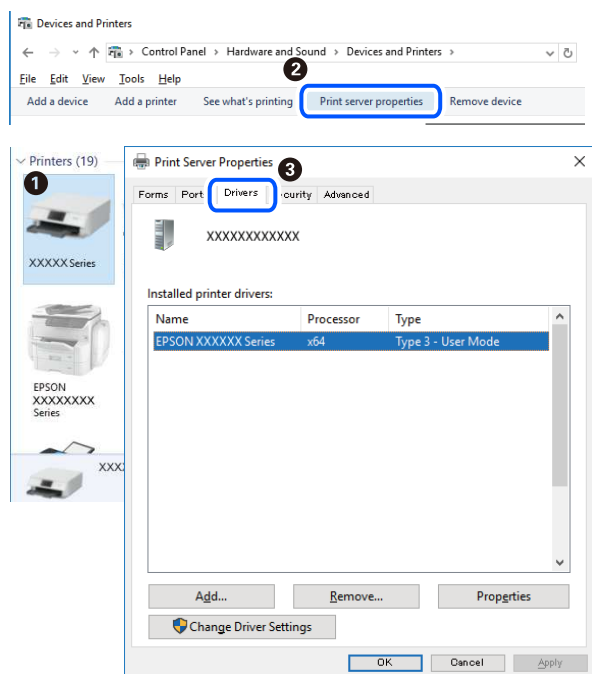 Devices and Printers
Control Panel > Hardware and Sound > Devices and Printers >
2
File Edit View Tools Help
Add a device Add a printer See what's printing Print server properties Remove device
Printers (19)
1
XXXXX Series
EPSON
XXXXXXXX
Series
XXX
Print Server Properties
3
Forms Port Drivers curity Advanced
XXXXXXXXXXXX
Installed printer drivers:
Name Processor Type
EPSON XXXXXX Series x64 Type 3 - User Mode
Add... Remove... Properties
Change Driver Settings
OK Cancel Apply